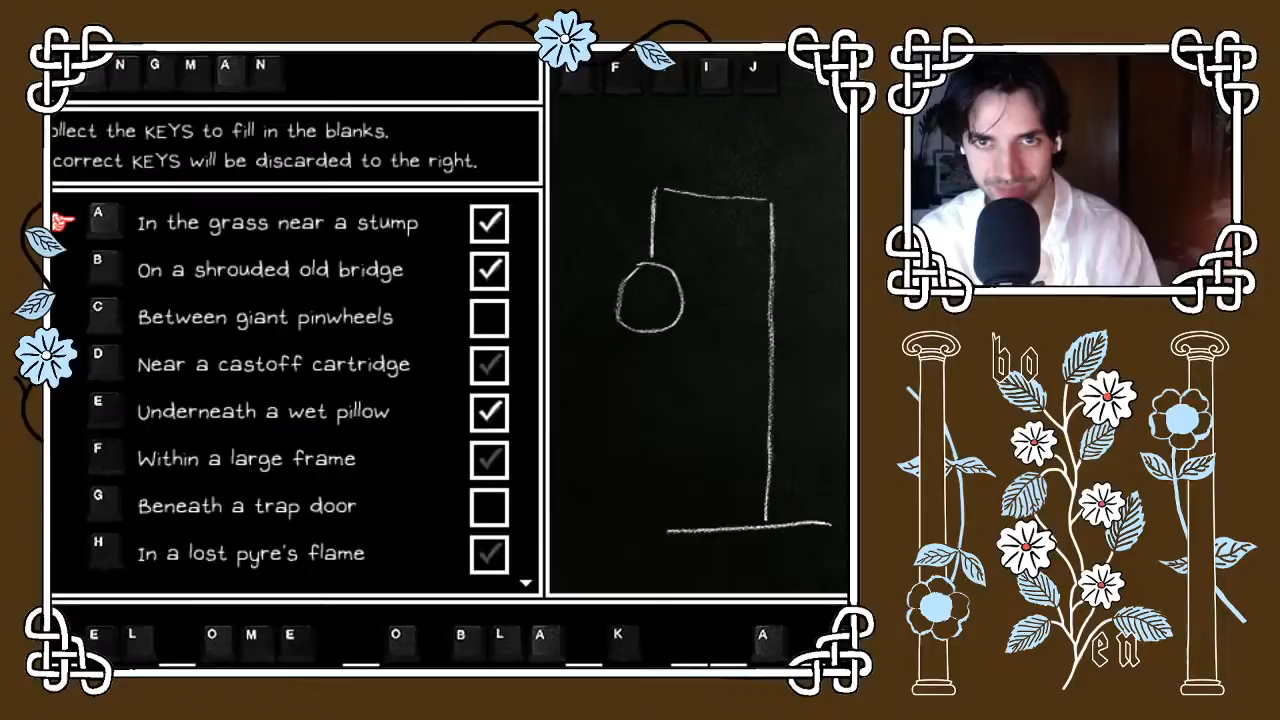 N G M A N
F I J
ollect the KEYS to fill in the blanks.
correct KEYS will be discarded to the right.
A In the grass near a stump
B On a shrouded old bridge
C Between giant pinwheels
D Near a castoff cartridge
E Underneath a wet pillow
F Within a large frame
G Beneath a trap door
H In a lost pyre's flame
E L _ O M E _ O B L A _ K _ _ A
bo
en